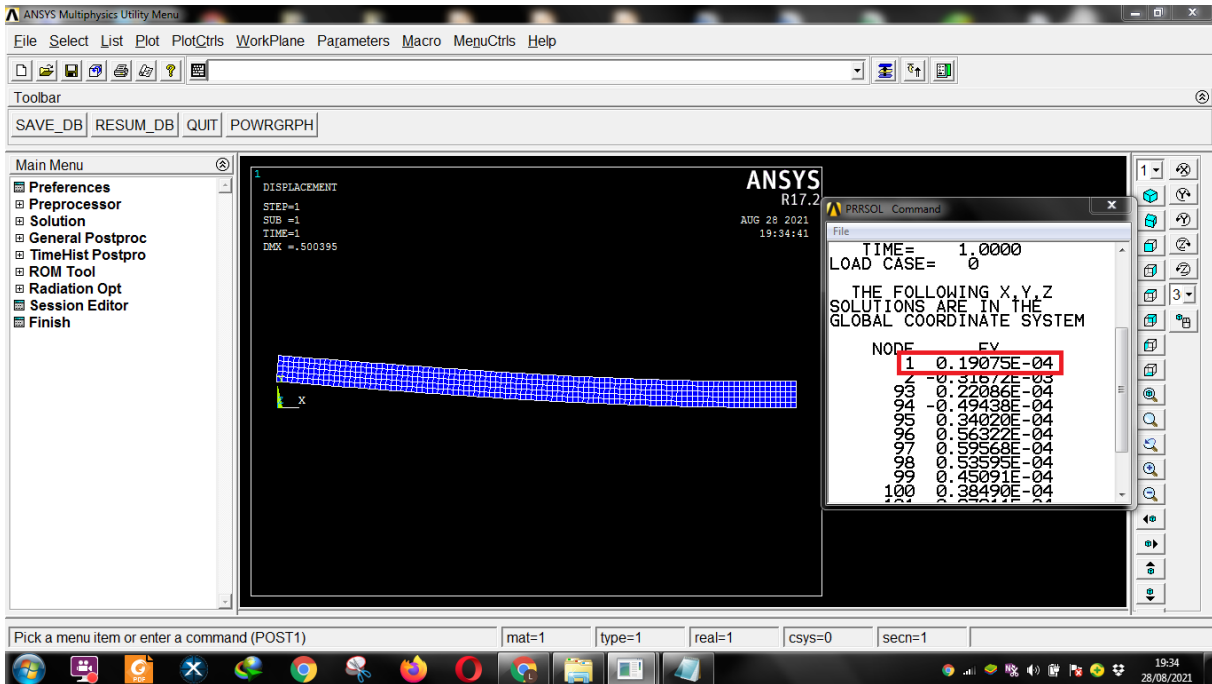 ANSYS Multiphysics Utility Menu
File Select List Plot PlotCtrls WorkPlane Parameters Macro MenuCtrls Help
Toolbar
SAVE_DB RESUM_DB QUIT POWRGRPH
Main Menu
Preferences
Preprocessor
Solution
General Postproc
TimeHist Postpro
ROM Tool
Radiation Opt
Session Editor
Finish
1
DISPLACEMENT
STEP=1
SUB =1
TIME=1
DMX =.500395
ANSYS
R17.2
AUG 28 2021
19:34:41
X
PRRSOL Command
File
TIME= 1.0000
LOAD CASE= 0
THE FOLLOWING X,Y,Z
SOLUTIONS ARE IN THE
GLOBAL COORDINATE SYSTEM
NODE FY
1 0.19075E-04
2 -0.31672E-03
93 0.22086E-04
94 -0.49438E-04
95 0.34020E-04
96 0.56322E-04
97 0.59568E-04
98 0.53595E-04
99 0.45091E-04
100 0.38490E-04
1
3
Pick a menu item or enter a command (POST1)
mat=1
type=1
real=1
csys=0
secn=1
19:34
28/08/2021